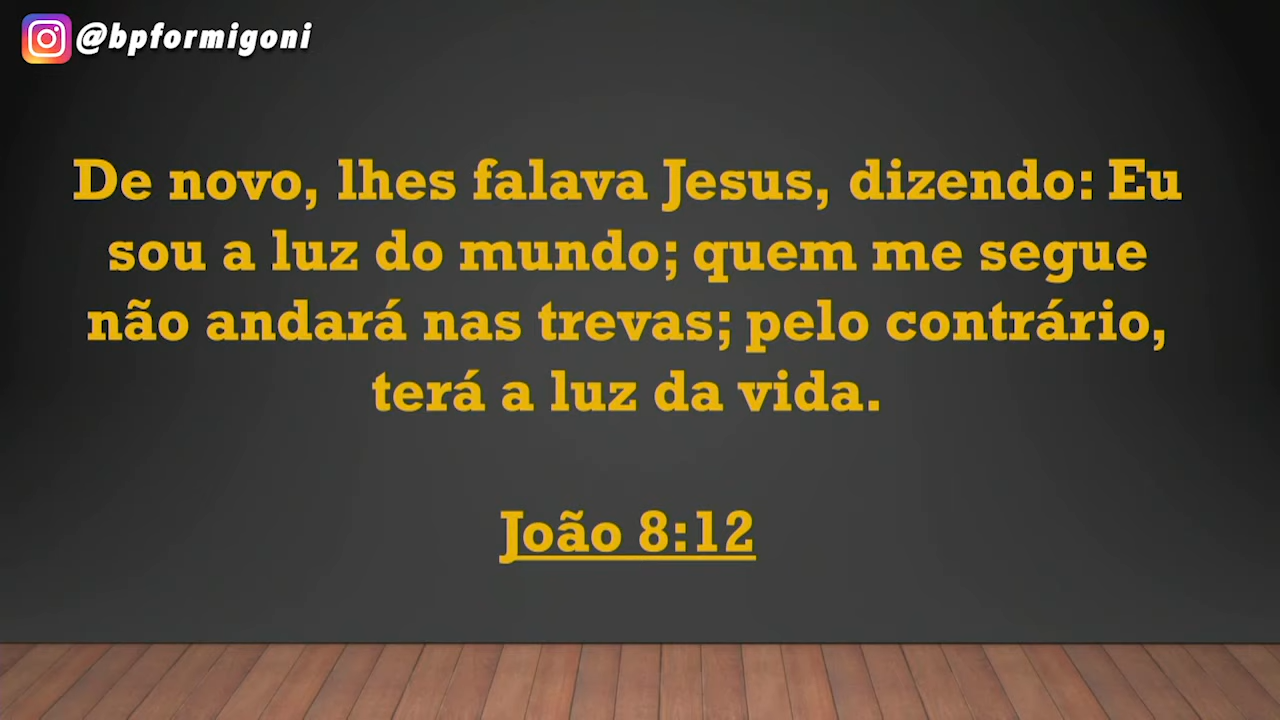 @bpformigoni
De novo, lhes falava Jesus, dizendo: Eu
sou a luz do mundo; quem me segue
não andará nas trevas; pelo contrário,
terá a luz da vida.
João 8:12